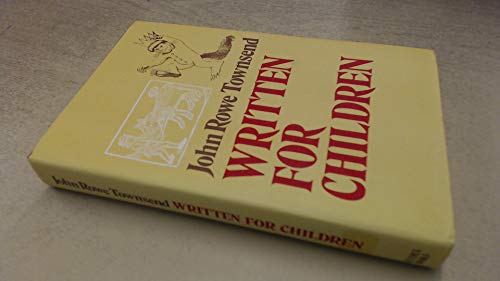 John Rowe Townsend
WRITTEN
FOR
CHILDREN
John Rowe Townsend WRITTEN FOR CHILDREN